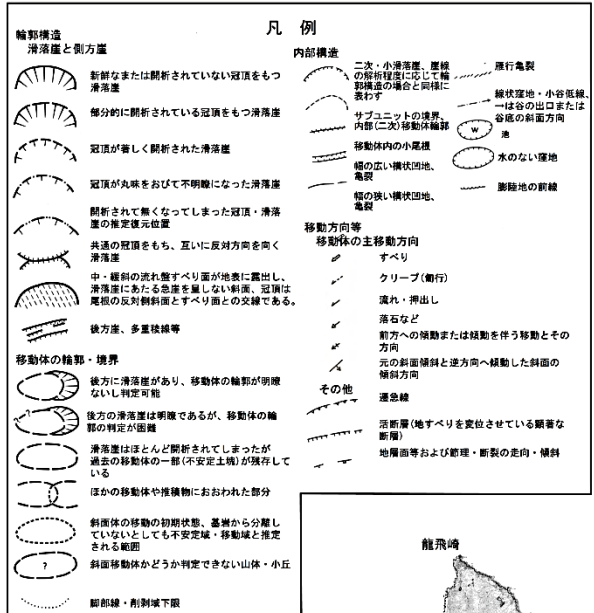 凡 例
輪郭構造
滑落崖と側方崖
新鮮なまたは開析されていない冠頂をもつ
滑落崖
部分的に開析されている冠頂をもつ滑落崖
冠頂が著しく開析された滑落崖
冠頂が丸味をおびて不明瞭になった滑落崖
開析されて無くなってしまった冠頂・滑落
崖の推定復元位置
共通の冠頂をもち、互いに反対方向を向く
滑落崖
中・緩斜の流れ盤すべり面が地表に露出し、
滑落崖にあたる急崖を呈しない斜面、冠頂は
尾根の反対側斜面とすべり面との交線である。
後方崖、多重稜線等
移動体の輪郭・境界
後方に滑落崖があり、移動体の輪郭が明瞭
ないし判定可能
後方の滑落崖は明瞭であるが、移動体の輪
郭の判定が困難
滑落崖はほとんど開析されてしまったが
過去の移動体の一部(不安定土塊)が残存して
いる
ほかの移動体や堆積物におおわれた部分
斜面体の移動の初期状態、基岩から分離し
ていないとしても不安定域・移動域と推定
される範囲
?
斜面移動体かどうか判定できない山体・小丘
脚部線・削剥域下限
内部構造
二次・小滑落崖、崖線
の解析程度に応じて輪
郭構造の場合と同様に
表わす
サブユニットの境界、
内部(二次)移動体輪郭
移動体内の小尾根
幅の広い横状凹地、
亀裂
幅の狭い横状凹地、
亀裂
雁行亀裂
線状窪地・小谷低線、
→は谷の出口または
谷底の斜面方向
W
池
水のない窪地
膨陸地の前線
移動方向等
移動体の主移動方向
すべり
クリープ(匍行)
流れ・押出し
落石など
前方への傾動または傾動を伴う移動とその
方向
元の斜面傾斜と逆方向へ傾動した斜面の
傾斜方向
その他
遷急線
活断層(地すべりを変位させている顕著な
断層)
地層面等および節理・断裂の走向・傾斜
龍飛崎